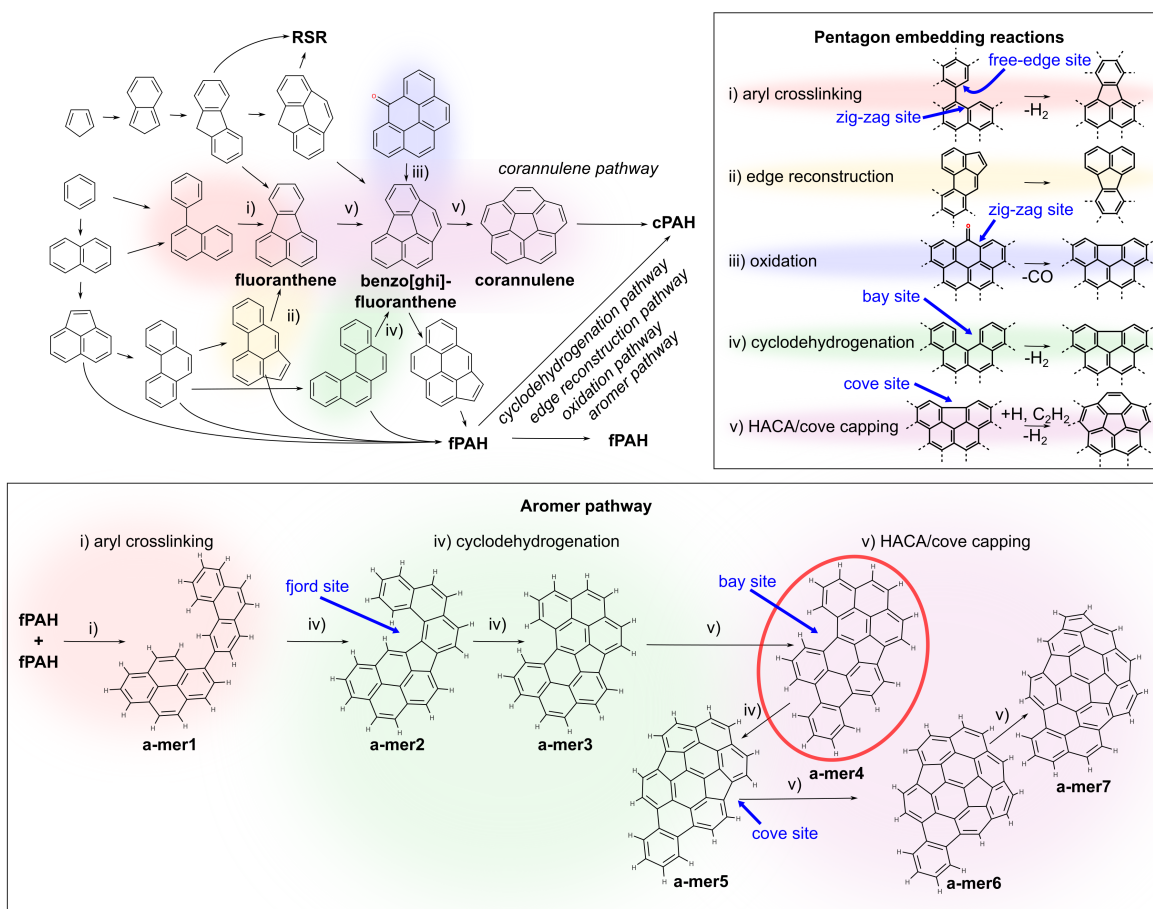 RSR
O
iii)
corannulene pathway
i)
v)
v)
cPAH
fluoranthene
benzo[ghi]-
fluoranthene
corannulene
ii)
iv)
cyclodehydrogenation pathway
edge reconstruction pathway
oxidation pathway
aromer pathway
fPAH
fPAH
Pentagon embedding reactions
free-edge site
i) aryl crosslinking
-H2
zig-zag site
ii) edge reconstruction
zig-zag site
O
iii) oxidation
-CO
bay site
iv) cyclodehydrogenation
-H2
cove site
v) HACA/cove capping
+H, C2H2
-H2
Aromer pathway
i) aryl crosslinking
iv) cyclodehydrogenation
v) HACA/cove capping
fjord site
bay site
fPAH
+
fPAH
i)
iv)
iv)
v)
iv)
v)
v)
a-mer1
a-mer2
a-mer3
a-mer4
a-mer7
cove site
a-mer5
a-mer6